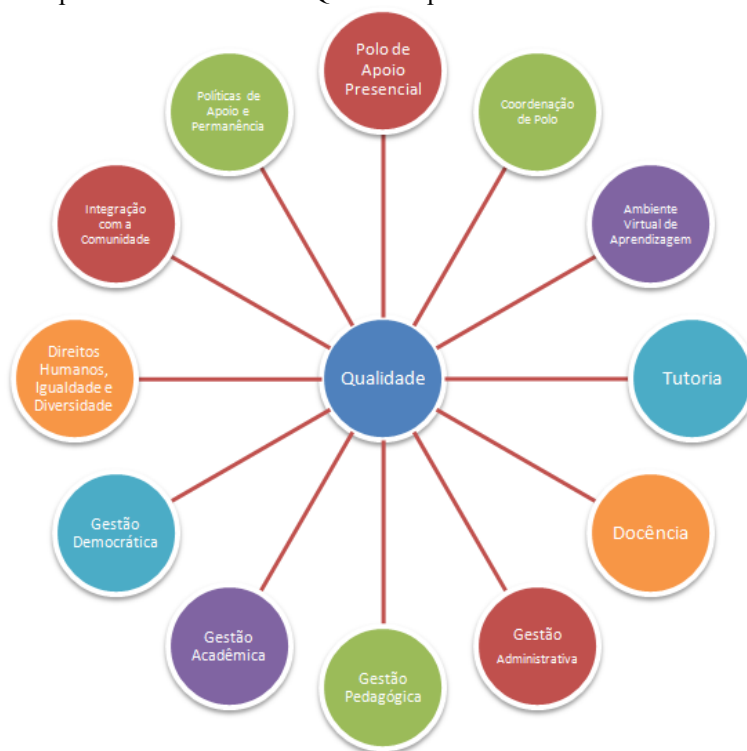 Polo de
Apoio
Presencial
Coordenação
de Polo
Ambiente
Virtual de
Aprendizagem
Tutoria
Docência
Gestão
Administrativa
Gestão
Pedagógica
Gestão
Acadêmica
Gestão
Democrática
Direitos
Humanos,
Igualdade e
Diversidade
Integração
com a
Comunidade
Políticas de
Apoio e
Permanência
Qualidade